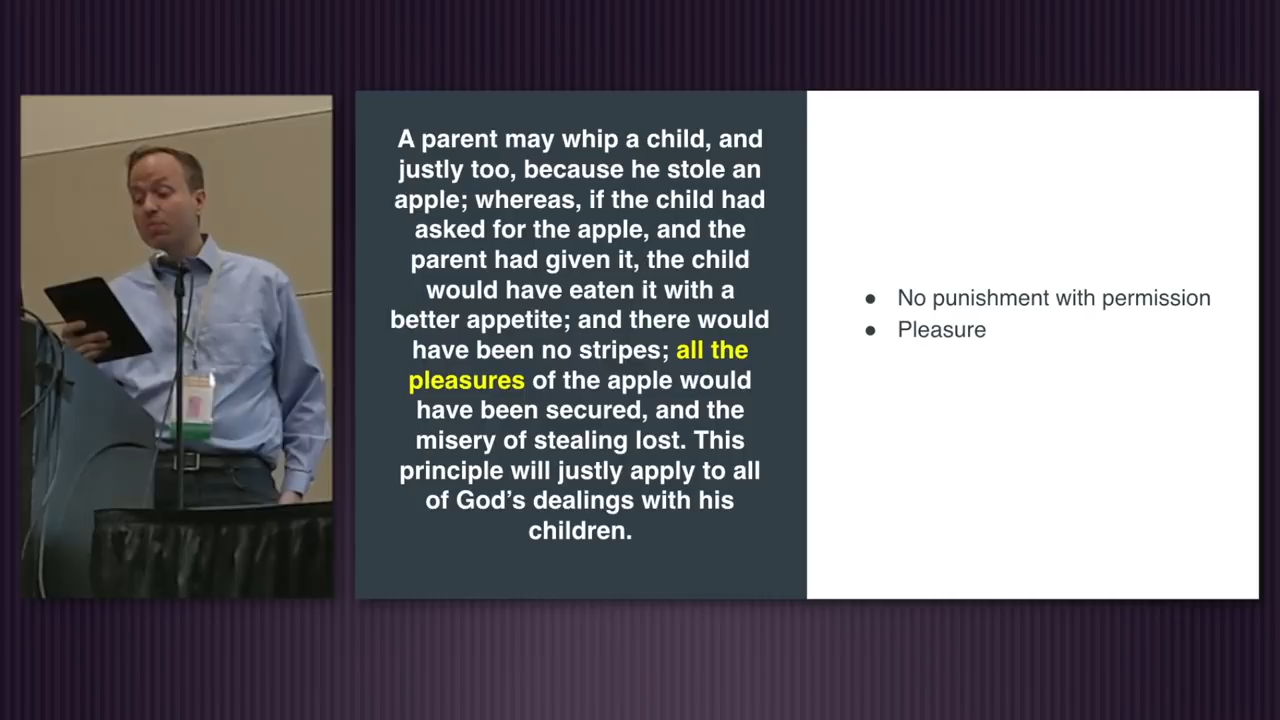 A parent may whip a child, and
justly too, because he stole an
apple; whereas, if the child had
asked for the apple, and the
parent had given it, the child
would have eaten it with a
better appetite; and there would
have been no stripes; all the
pleasures of the apple would
have been secured, and the
misery of stealing lost. This
principle will justly apply to all
of God’s dealings with his
children.
● No punishment with permission
● Pleasure